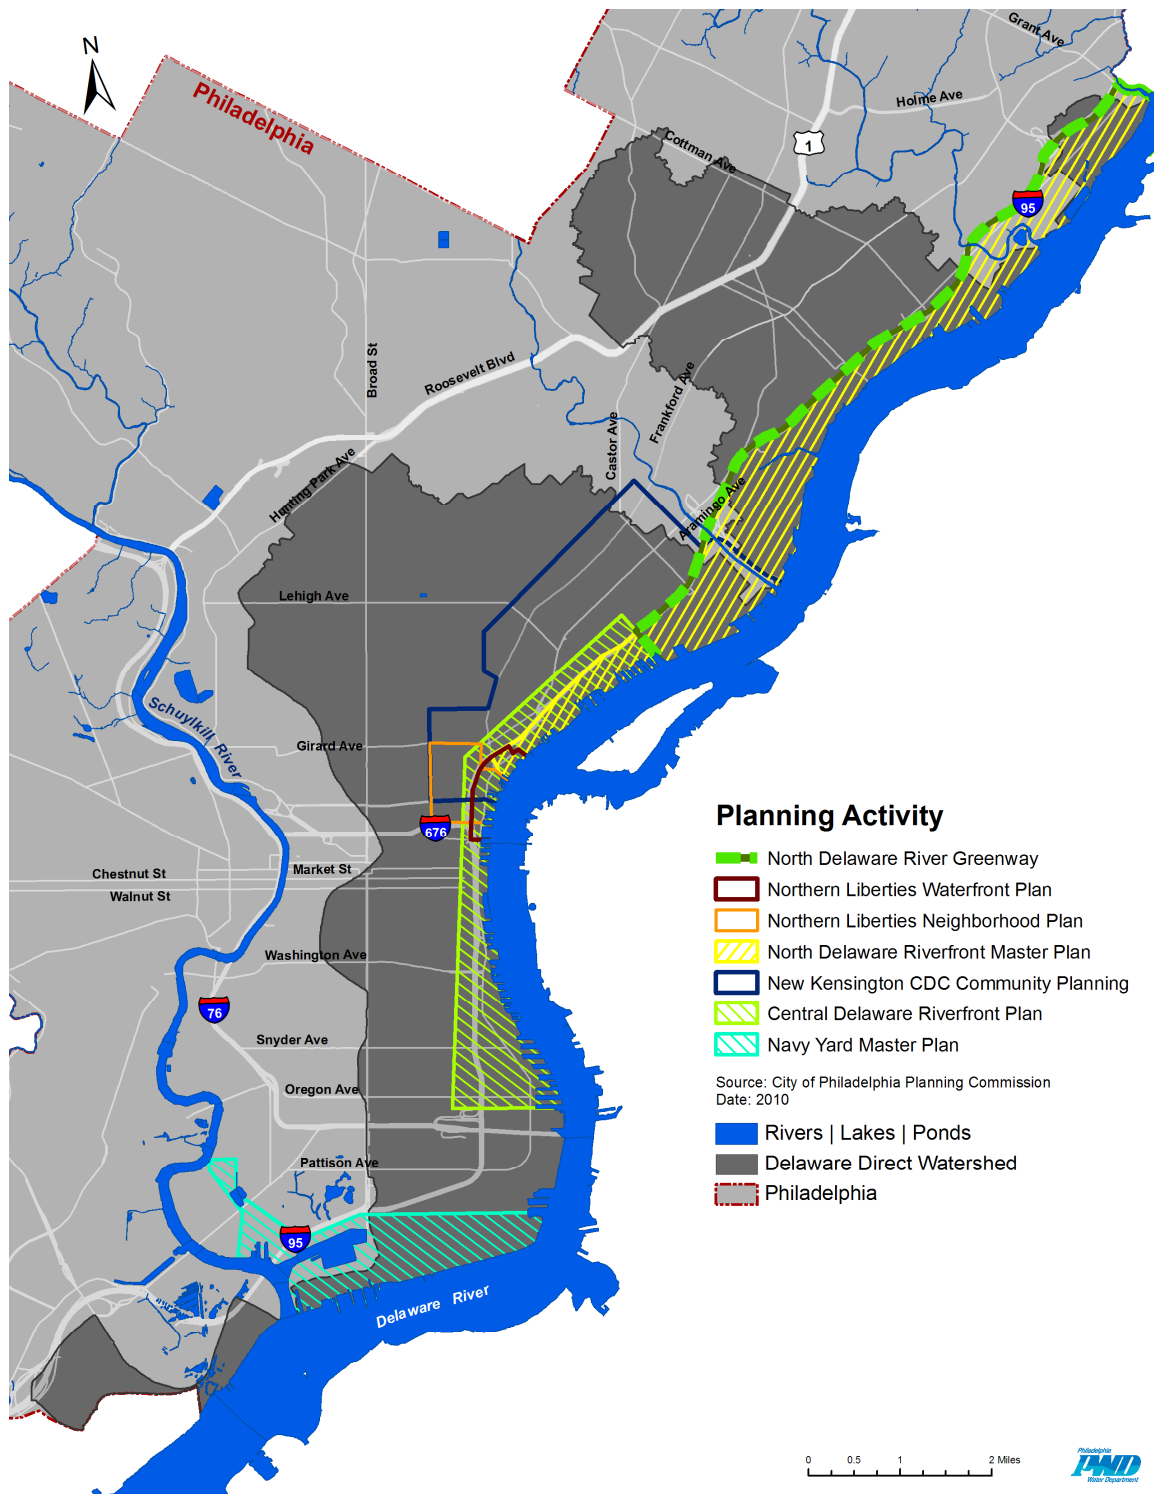 N
Grant Ave
Holme Ave
Philadelphia
Cottman Ave
1
95
Broad St
Roosevelt Blvd
Frankford Ave
Castor Ave
Hunting Park Ave
Aramingo Ave
Lehigh Ave
Schuylkill River
Girard Ave
676
Market St
Chestnut St
Walnut St
Washington Ave
76
Snyder Ave
Oregon Ave
Pattison Ave
95
Delaware River
Planning Activity
North Delaware River Greenway
Northern Liberties Waterfront Plan
Northern Liberties Neighborhood Plan
North Delaware Riverfront Master Plan
New Kensington CDC Community Planning
Central Delaware Riverfront Plan
Navy Yard Master Plan
Source: City of Philadelphia Planning Commission
Date: 2010
Rivers | Lakes | Ponds
Delaware Direct Watershed
Philadelphia
0 0.5 1 2 Miles
Philadelphia
PWD
Water Department